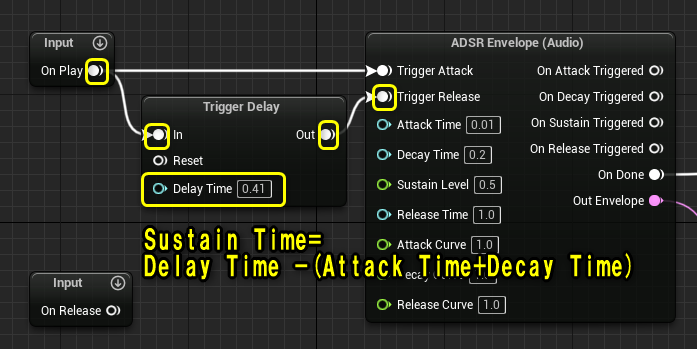 Input
On Play
Trigger Delay
In
Out
Reset
Delay Time 0.41
ADSR Envelope (Audio)
Trigger Attack
On Attack Triggered
Trigger Release
On Decay Triggered
Attack Time 0.01
On Sustain Triggered
Decay Time 0.2
On Release Triggered
Sustain Level 0.5
On Done
Release Time 1.0
Out Envelope
Attack Curve 1.0
Sustain Time=
Delay Time -(Attack Time+Decay Time)
Release Curve 1.0
Input
On Release